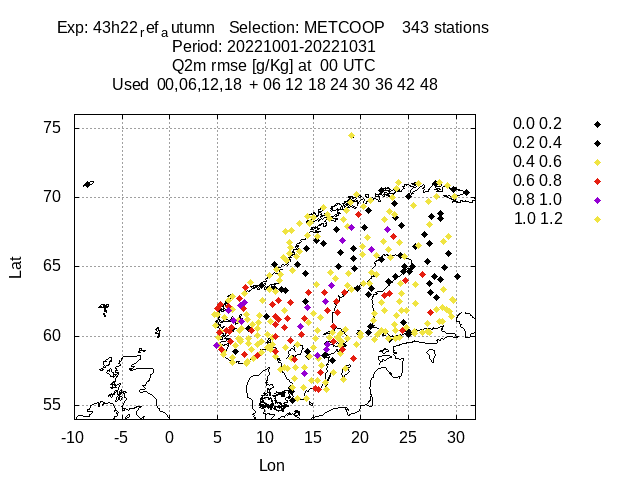 Exp: 43h22ref autumn Selection: METCOOP 343 stations
Period: 20221001-20221031
Q2m rmse [g/Kg] at 00 UTC
Used 00,06,12,18 + 06 12 18 24 30 36 42 48
75
70
65
60
55
Lat
-10 -5 0 5 10 15 20 25 30
Lon
0.0 0.2
0.2 0.4
0.4 0.6
0.6 0.8
0.8 1.0
1.0 1.2